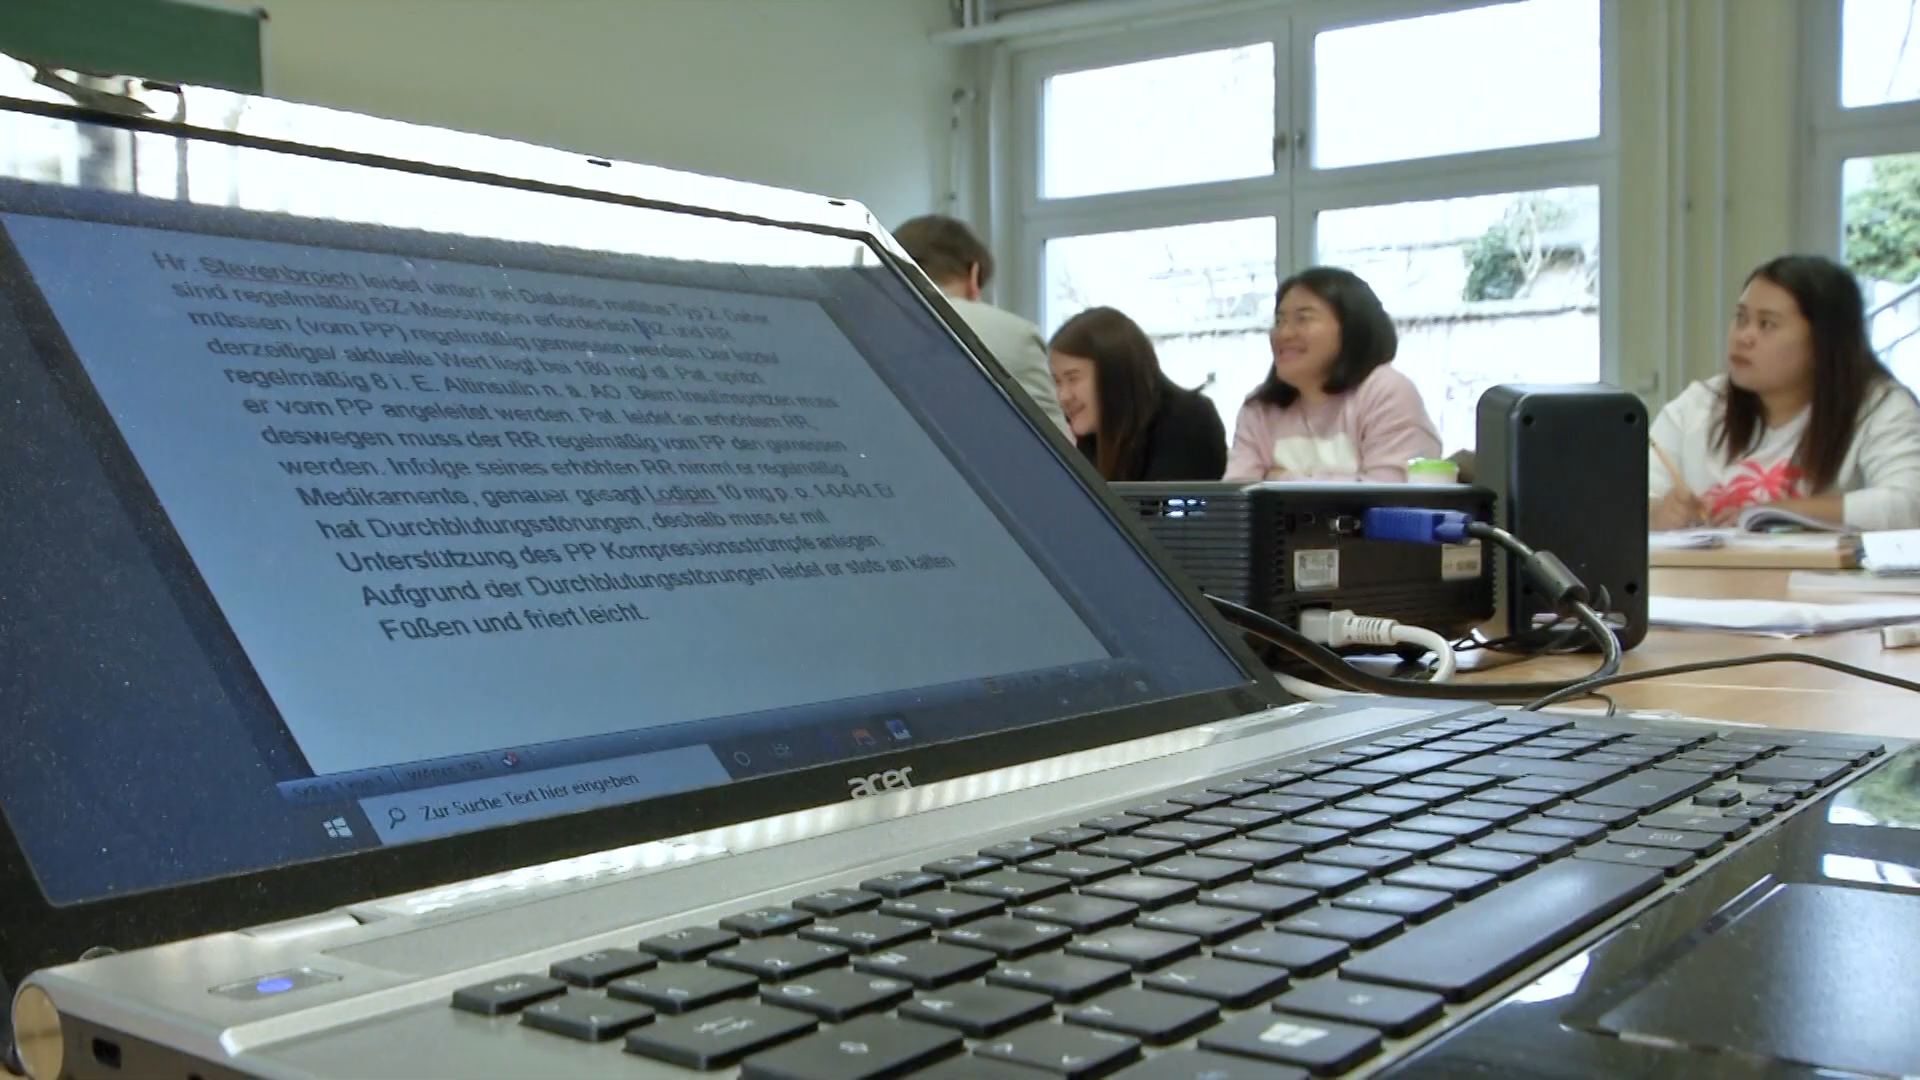 Hr. Stevenbroich leidet unter/ an Diabetes mellitus Typ 2. Daher
sind regelmäßig BZ-Messungen erforderlich. BZ und RR
müssen (vom PP) regelmäßig gemessen werden. Der letzte/
derzeitige/ aktuelle Wert liegt bei 180 mg/ dl. Pat. spritzt
regelmäßig 8 i. E. Altinsulin n. a. AO. Beim Insulinspritzen muss
er vom PP angeleitet werden. Pat. leidet an erhöhtem RR,
deswegen muss der RR regelmäßig vom PP den gemessen
werden. Infolge seines erhöhten RR nimmt er regelmäßig
Medikamente, genauer gesagt Lodipin 10 mg p. o. 1-0-0-0. Er
hat Durchblutungsstörungen, deshalb muss er mit
Unterstützung des PP Kompressionsstrümpfe anlegen.
Aufgrund der Durchblutungsstörungen leidet er stets an kalten
Füßen und friert leicht.
Zur Suche Text hier eingeben
acer